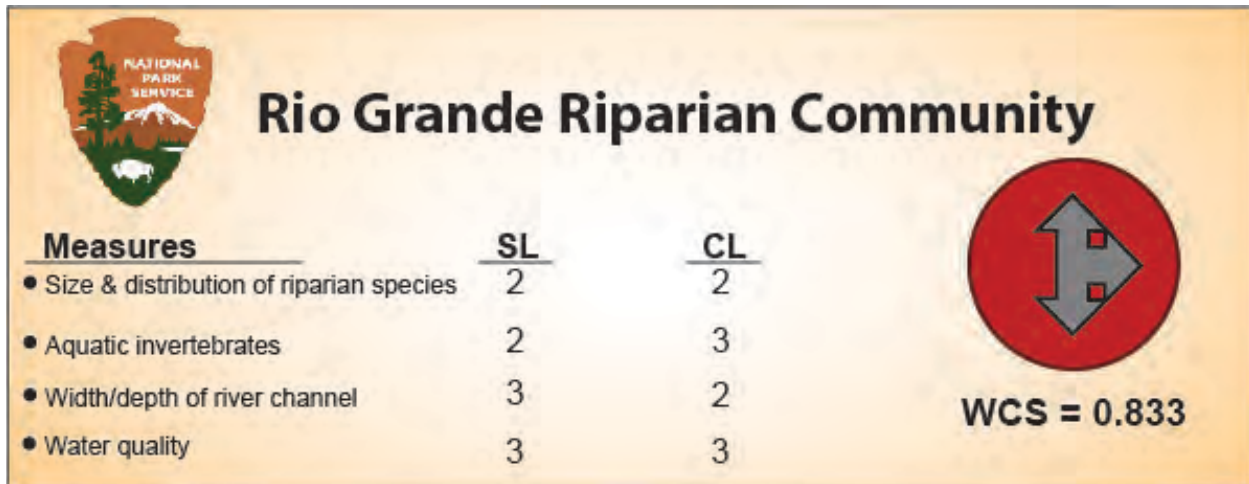 NATIONAL
PARK
SERVICE
Rio Grande Riparian Community
Measures SL CL
• Size & distribution of riparian species 2 2
• Aquatic invertebrates 2 3
• Width/depth of river channel 3 2
• Water quality 3 3
WCS = 0.833